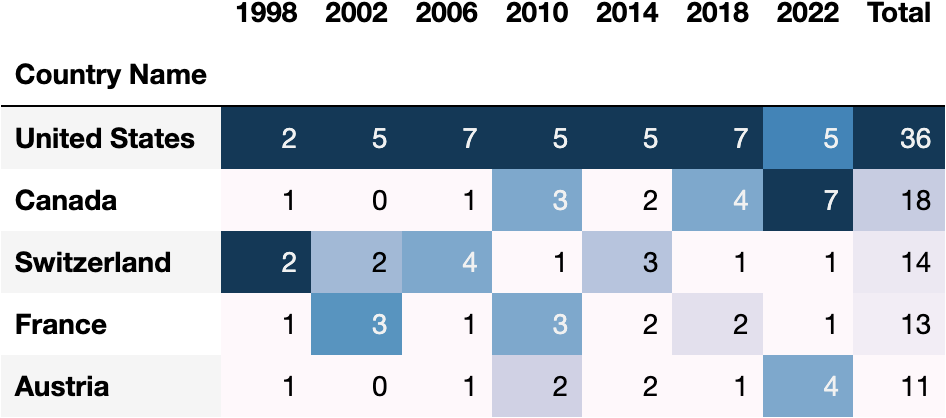 1998 2002 2006 2010 2014 2018 2022 Total
Country Name
United States 2 5 7 5 5 7 5 36
Canada 1 0 1 3 2 4 7 18
Switzerland 2 2 4 1 3 1 1 14
France 1 3 1 3 2 2 1 13
Austria 1 0 1 2 2 1 4 11